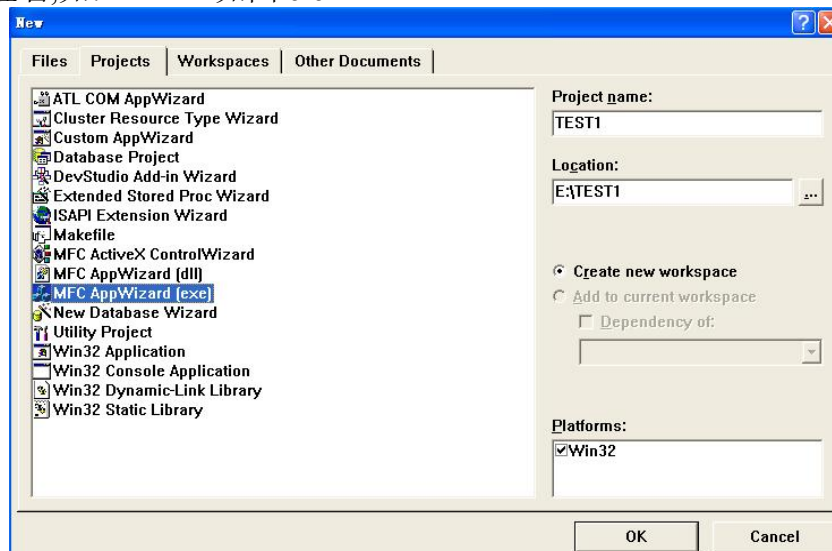 New
Files
Projects
Workspaces
Other Documents
ATL COM AppWizard
Cluster Resource Type Wizard
Custom AppWizard
Database Project
DevStudio Add-in Wizard
Extended Stored Proc Wizard
ISAPI Extension Wizard
Makefile
MFC ActiveX ControlWizard
MFC AppWizard (dll)
MFC AppWizard (exe)
New Database Wizard
Utility Project
Win32 Application
Win32 Console Application
Win32 Dynamic-Link Library
Win32 Static Library
Project name:
TEST1
Location:
E:\TEST1
...
Create new workspace
Add to current workspace
Dependency of:
Platforms:
Win32
OK
Cancel